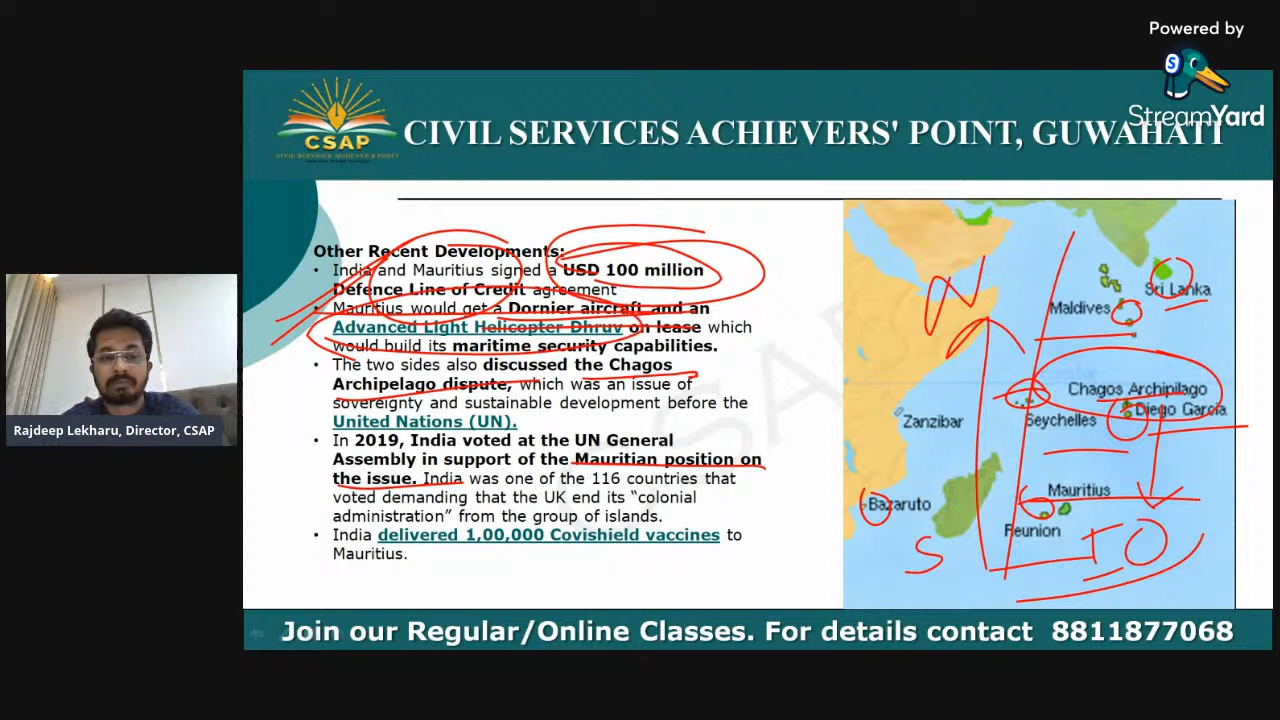 Powered by
StreamYard
CSAP
CIVIL SERVICES ACHIEVERS' POINT, GUWAHATI
Other Recent Developments:
• India and Mauritius signed a USD 100 million
Defence Line of Credit agreement
• Mauritius would get a Dornier aircraft and an
Advanced Light Helicopter Dhruv on lease which
would build its maritime security capabilities.
• The two sides also discussed the Chagos
Archipelago dispute, which was an issue of
sovereignty and sustainable development before the
United Nations (UN).
• In 2019, India voted at the UN General
Assembly in support of the Mauritian position on
the issue. India was one of the 116 countries that
voted demanding that the UK end its “colonial
administration” from the group of islands.
• India delivered 1,00,000 Covishield vaccines to
Mauritius.
N
Sri Lanka
Maldives
Chagos Archipilago
Diego Garcia
Zanzibar
Seychelles
Mauritius
Bazaruto
Reunion
S
IO
Rajdeep Lekharu, Director, CSAP
Join our Regular/Online Classes. For details contact 8811877068